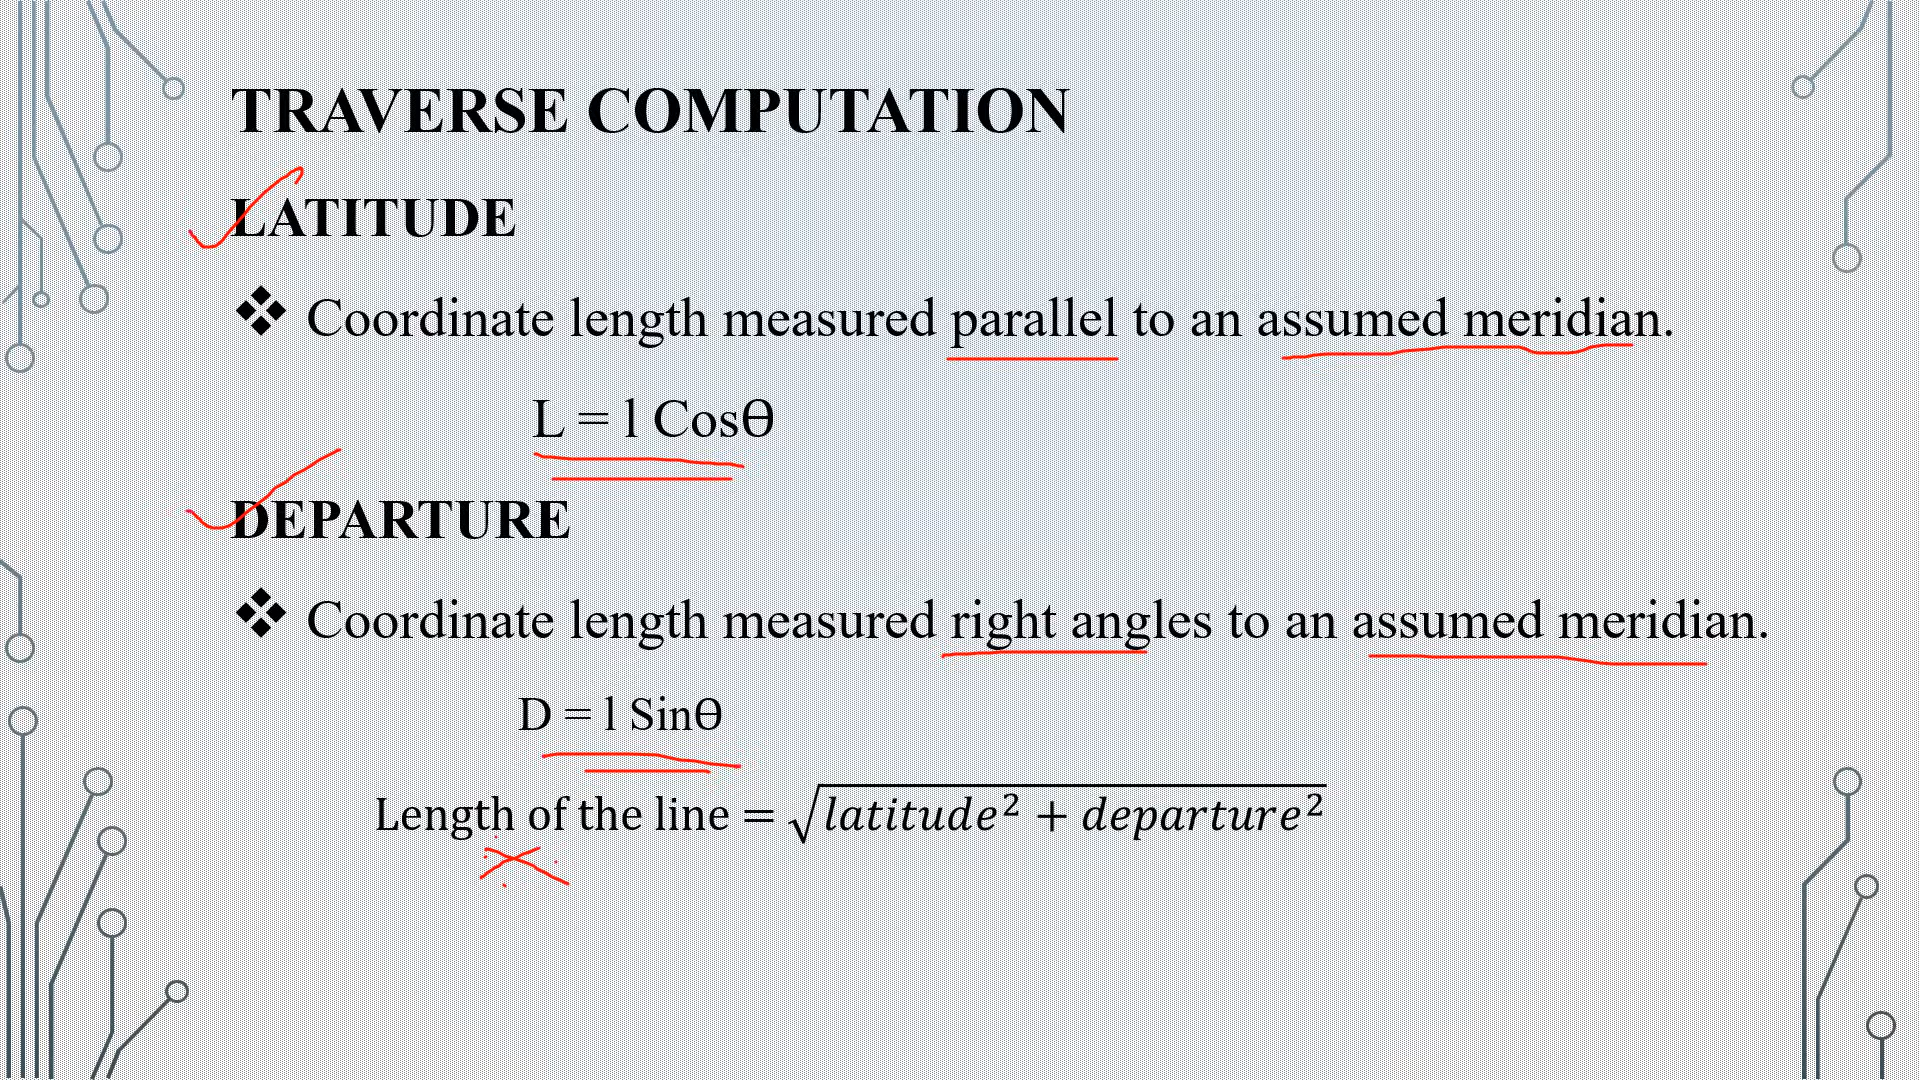 TRAVERSE COMPUTATION
LATITUDE
❖ Coordinate length measured parallel to an assumed meridian.
L = l Cosθ
DEPARTURE
❖ Coordinate length measured right angles to an assumed meridian.
D = l Sinθ
Length of the line = √latitude² + departure²